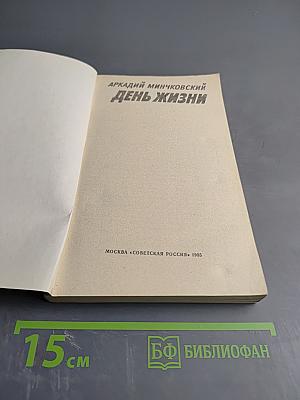 АРКАДИЙ МИНЧКОВСКИЙ
ДЕНЬ ЖИЗНИ
МОСКВА «СОВЕТСКАЯ РОССИЯ» 1985
15 см
БФ БИБЛИОФАН